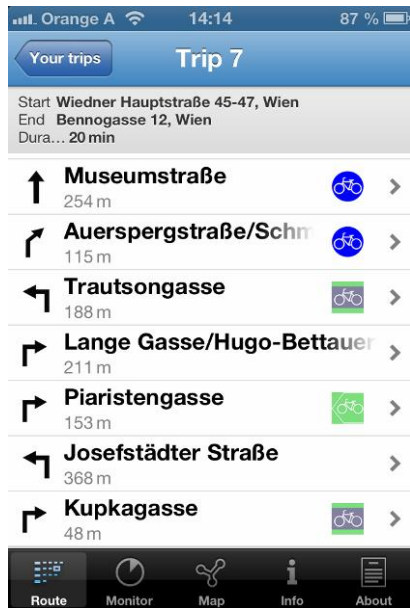 Orange A 14:14 87 %
Your trips Trip 7
Start Wiedner Hauptstraße 45-47, Wien
End Bennogasse 12, Wien
Dura... 20 min
Museumstraße
254 m
Auerspergstraße/Schm
115 m
Trautsongasse
188 m
Lange Gasse/Hugo-Bettauer
211 m
Piaristengasse
153 m
Josefstädter Straße
368 m
Kupkagasse
48 m
Route Monitor Map Info About